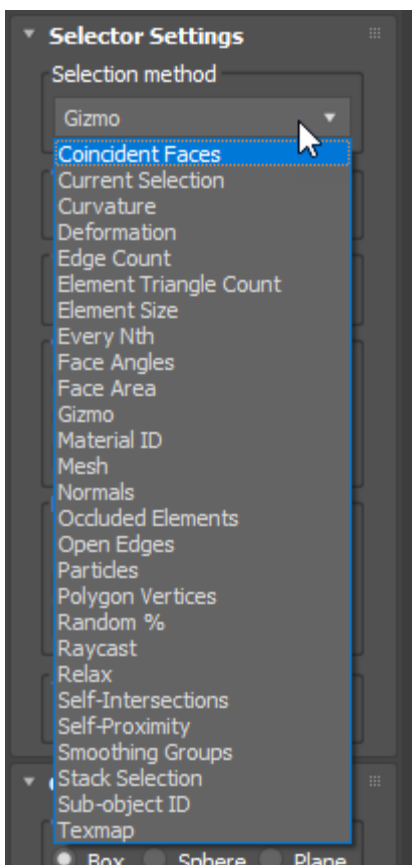 Selector Settings
Selection method
Gizmo
Coincident Faces
Current Selection
Curvature
Deformation
Edge Count
Element Triangle Count
Element Size
Every Nth
Face Angles
Face Area
Gizmo
Material ID
Mesh
Normals
Occluded Elements
Open Edges
Particles
Polygon Vertices
Random %
Raycast
Relax
Self-Intersections
Self-Proximity
Smoothing Groups
Stack Selection
Sub-object ID
Texmap
Box Sphere Plane